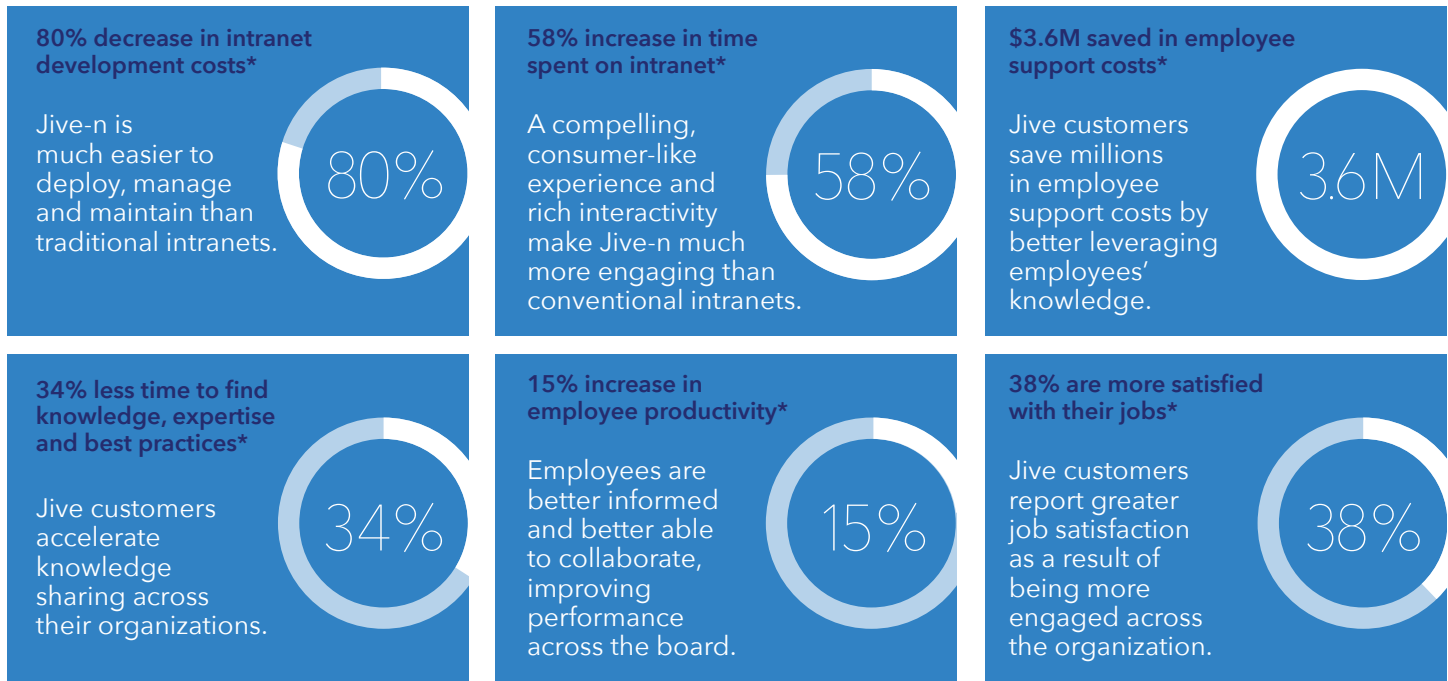 80% decrease in intranet
development costs*
Jive-n is
much easier to
deploy, manage
and maintain than
traditional intranets.
80%
58% increase in time
spent on intranet*
A compelling,
consumer-like
experience and
rich interactivity
make Jive-n much
more engaging than
conventional intranets.
58%
$3.6M saved in employee
support costs*
Jive customers
save millions
in employee
support costs by
better leveraging
employees’
knowledge.
3.6M
34% less time to find
knowledge, expertise
and best practices*
Jive customers
accelerate
knowledge
sharing across
their organizations.
34%
15% increase in
employee productivity*
Employees are
better informed
and better able
to collaborate,
improving
performance
across the board.
15%
38% are more satisfied
with their jobs*
Jive customers
report greater
job satisfaction
as a result of
being more
engaged across
the organization.
38%